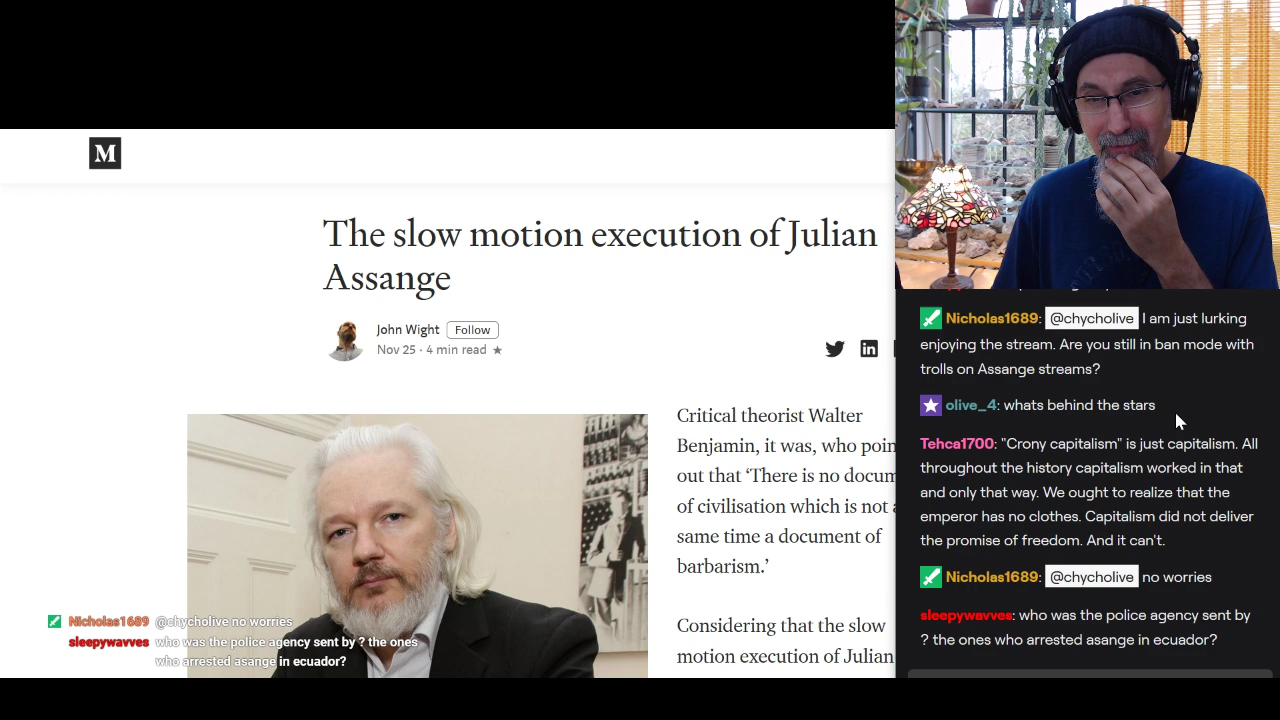 M
The slow motion execution of Julian
Assange
John Wight Follow
Nov 25 · 4 min read ★
Critical theorist Walter
Benjamin, it was, who poin
out that ‘There is no docum
of civilisation which is not a
same time a document of
barbarism.’
Considering that the slow
motion execution of Julian
Nicholas1689 @chycholive no worries
sleepywavves who was the police agency sent by ? the ones
who arrested asange in ecuador?
Nicholas1689: @chycholive I am just lurking
enjoying the stream. Are you still in ban mode with
trolls on Assange streams?
olive_4: whats behind the stars
Tehca1700: "Crony capitalism" is just capitalism. All
throughout the history capitalism worked in that
and only that way. We ought to realize that the
emperor has no clothes. Capitalism did not deliver
the promise of freedom. And it can't.
Nicholas1689: @chycholive no worries
sleepywavves: who was the police agency sent by
? the ones who arrested asange in ecuador?